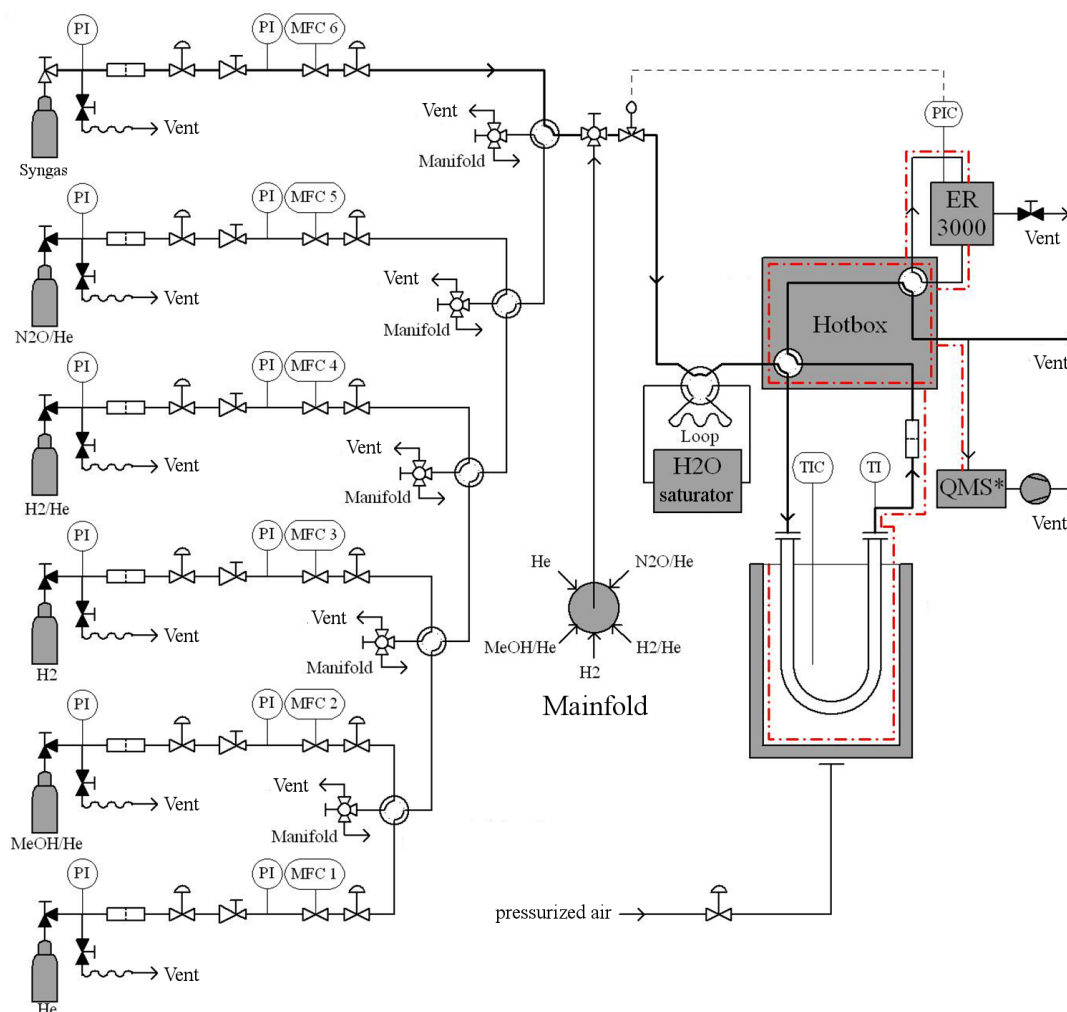 PI
PI
MFC 6
Vent
Syngas
Vent
Manifold
PIC
ER
3000
Vent
PI
PI
MFC 5
Vent
N2O/He
Vent
Manifold
Hotbox
Vent
PI
PI
MFC 4
Vent
H2/He
Vent
Manifold
Loop
H2O
saturator
TIC
TI
QMS*
Vent
PI
PI
MFC 3
Vent
H2
Vent
Manifold
He
N2O/He
MeOH/He
H2/He
H2
Mainfold
PI
PI
MFC 2
Vent
MeOH/He
Vent
Manifold
PI
PI
MFC 1
Vent
He
pressurized air